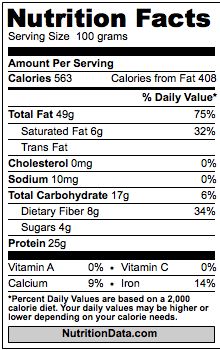 Nutrition Facts
Serving Size 100 grams
Amount Per Serving
Calories 563 Calories from Fat 408
% Daily Value*
Total Fat 49g 75%
Saturated Fat 6g 32%
Trans Fat
Cholesterol 0mg 0%
Sodium 10mg 0%
Total Carbohydrate 17g 6%
Dietary Fiber 8g 34%
Sugars 4g
Protein 25g
Vitamin A 0% • Vitamin C 0%
Calcium 9% • Iron 14%
*Percent Daily Values are based on a 2,000
calorie diet. Your daily values may be higher or
lower depending on your calorie needs.
NutritionData.com